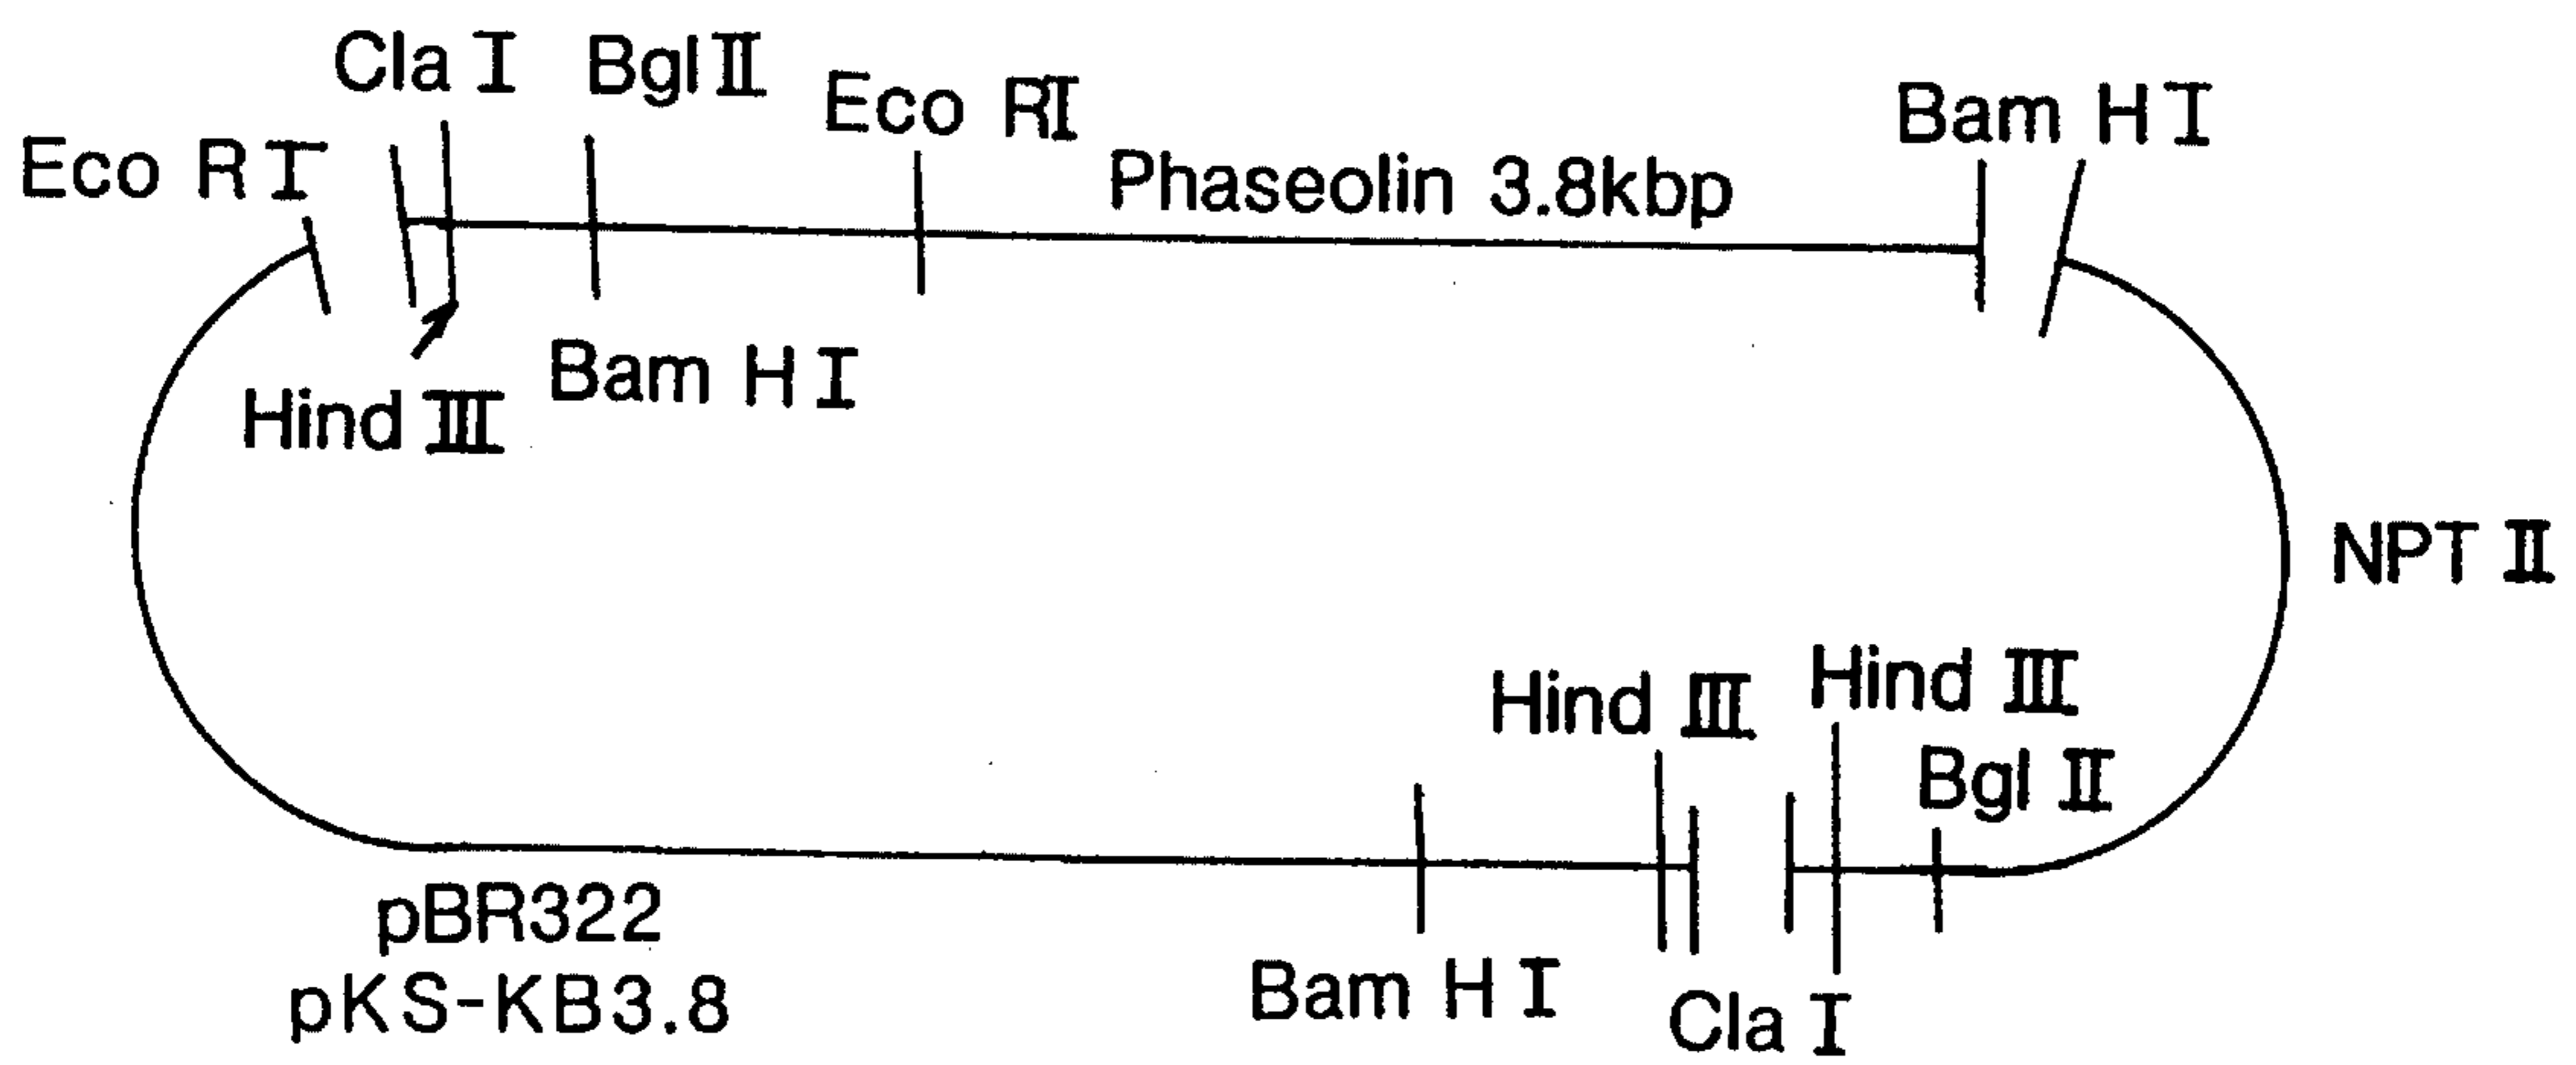 Cla I
Bgl II
Eco RI
Bam H I
Eco R I
Phaseolin 3.8kbp
Bam H I
Hind III
NPT II
Hind III
Hind III
Bgl II
pBR322
pKS-KB3.8
Bam H I
Cla I